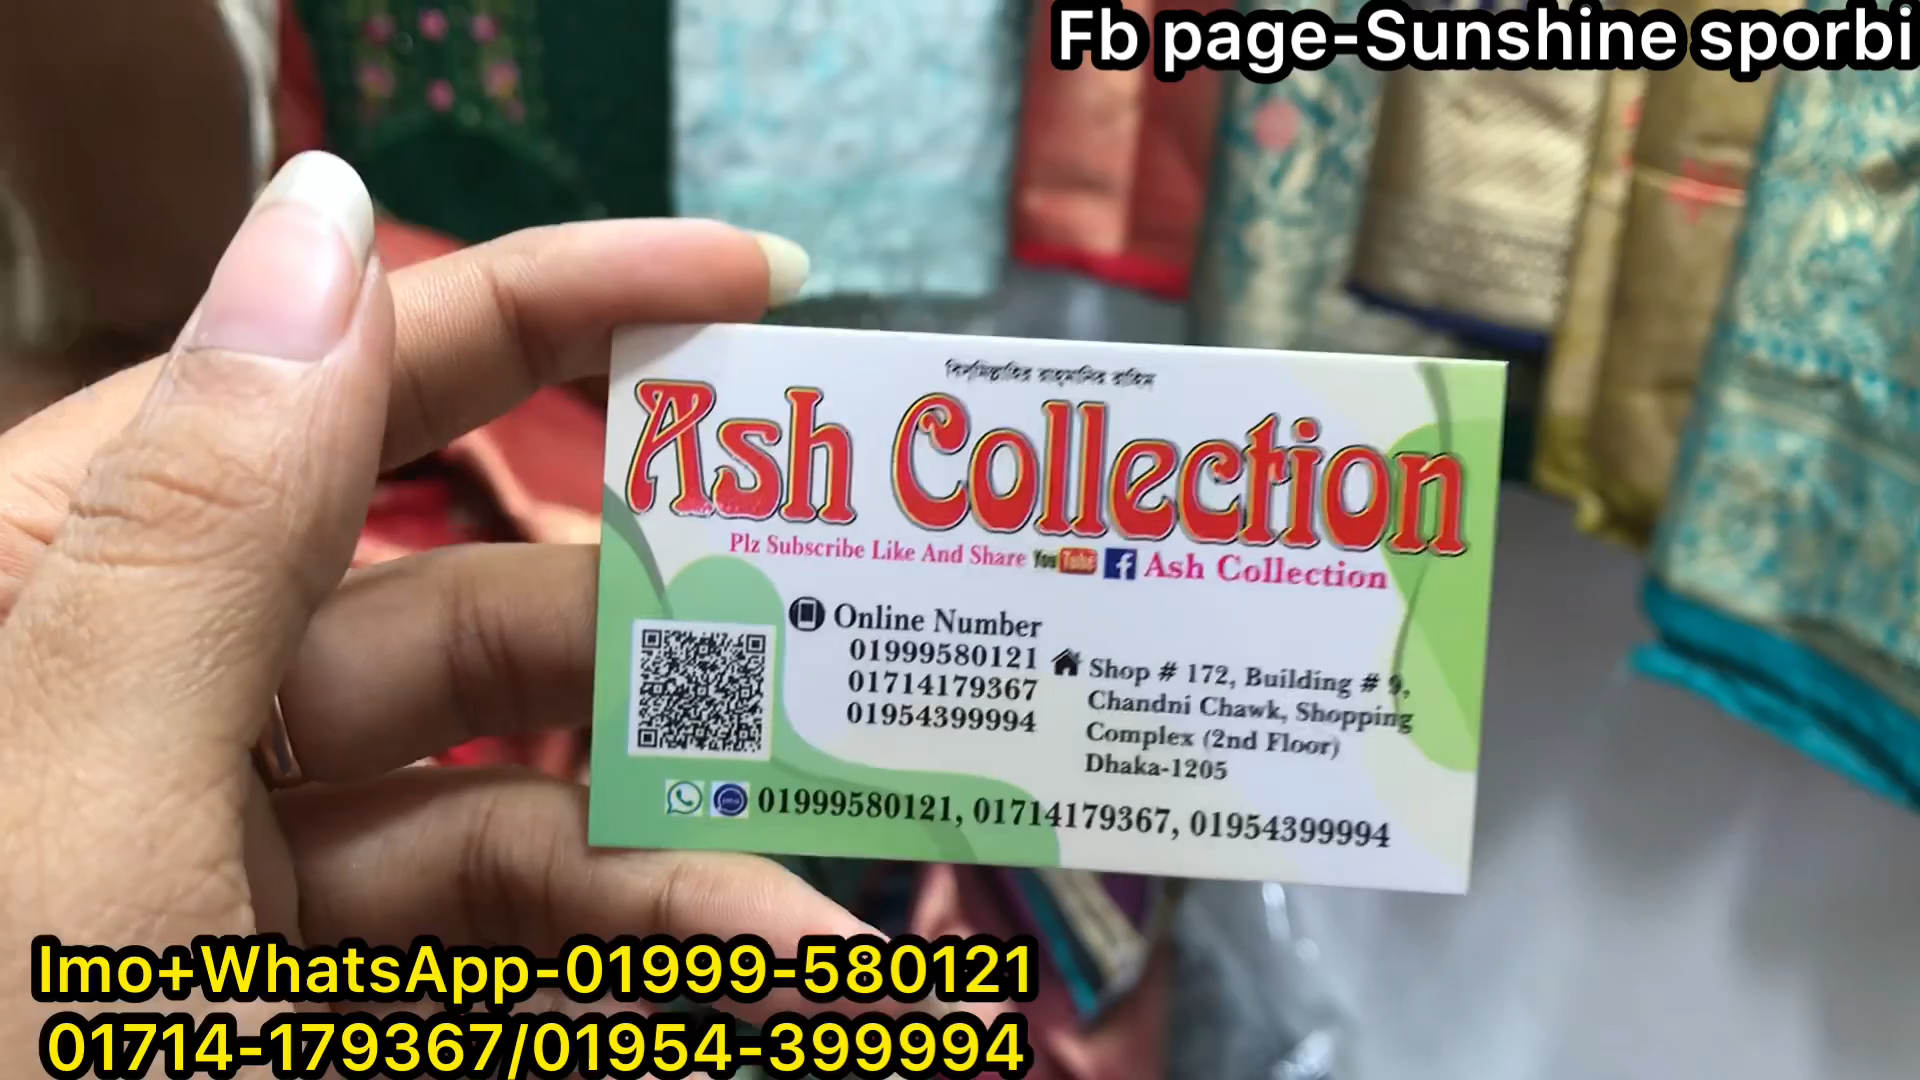 Fb page-Sunshine sporbi
Ash Collection
Plz Subscribe Like And Share YouTube f Ash Collection
Online Number
01999580121
01714179367
01954399994
Shop # 172, Building # 9,
Chandni Chawk, Shopping
Complex (2nd Floor)
Dhaka-1205
01999580121, 01714179367, 01954399994
Imo+WhatsApp-01999-580121
01714-179367/01954-399994